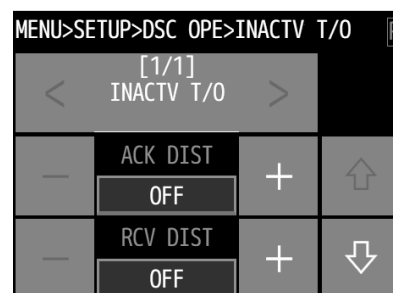 MENU>SETUP>DSC OPE>INACTV T/O
[1/1]
< INACTV T/O >
ACK DIST
— OFF +
RCV DIST
— OFF +